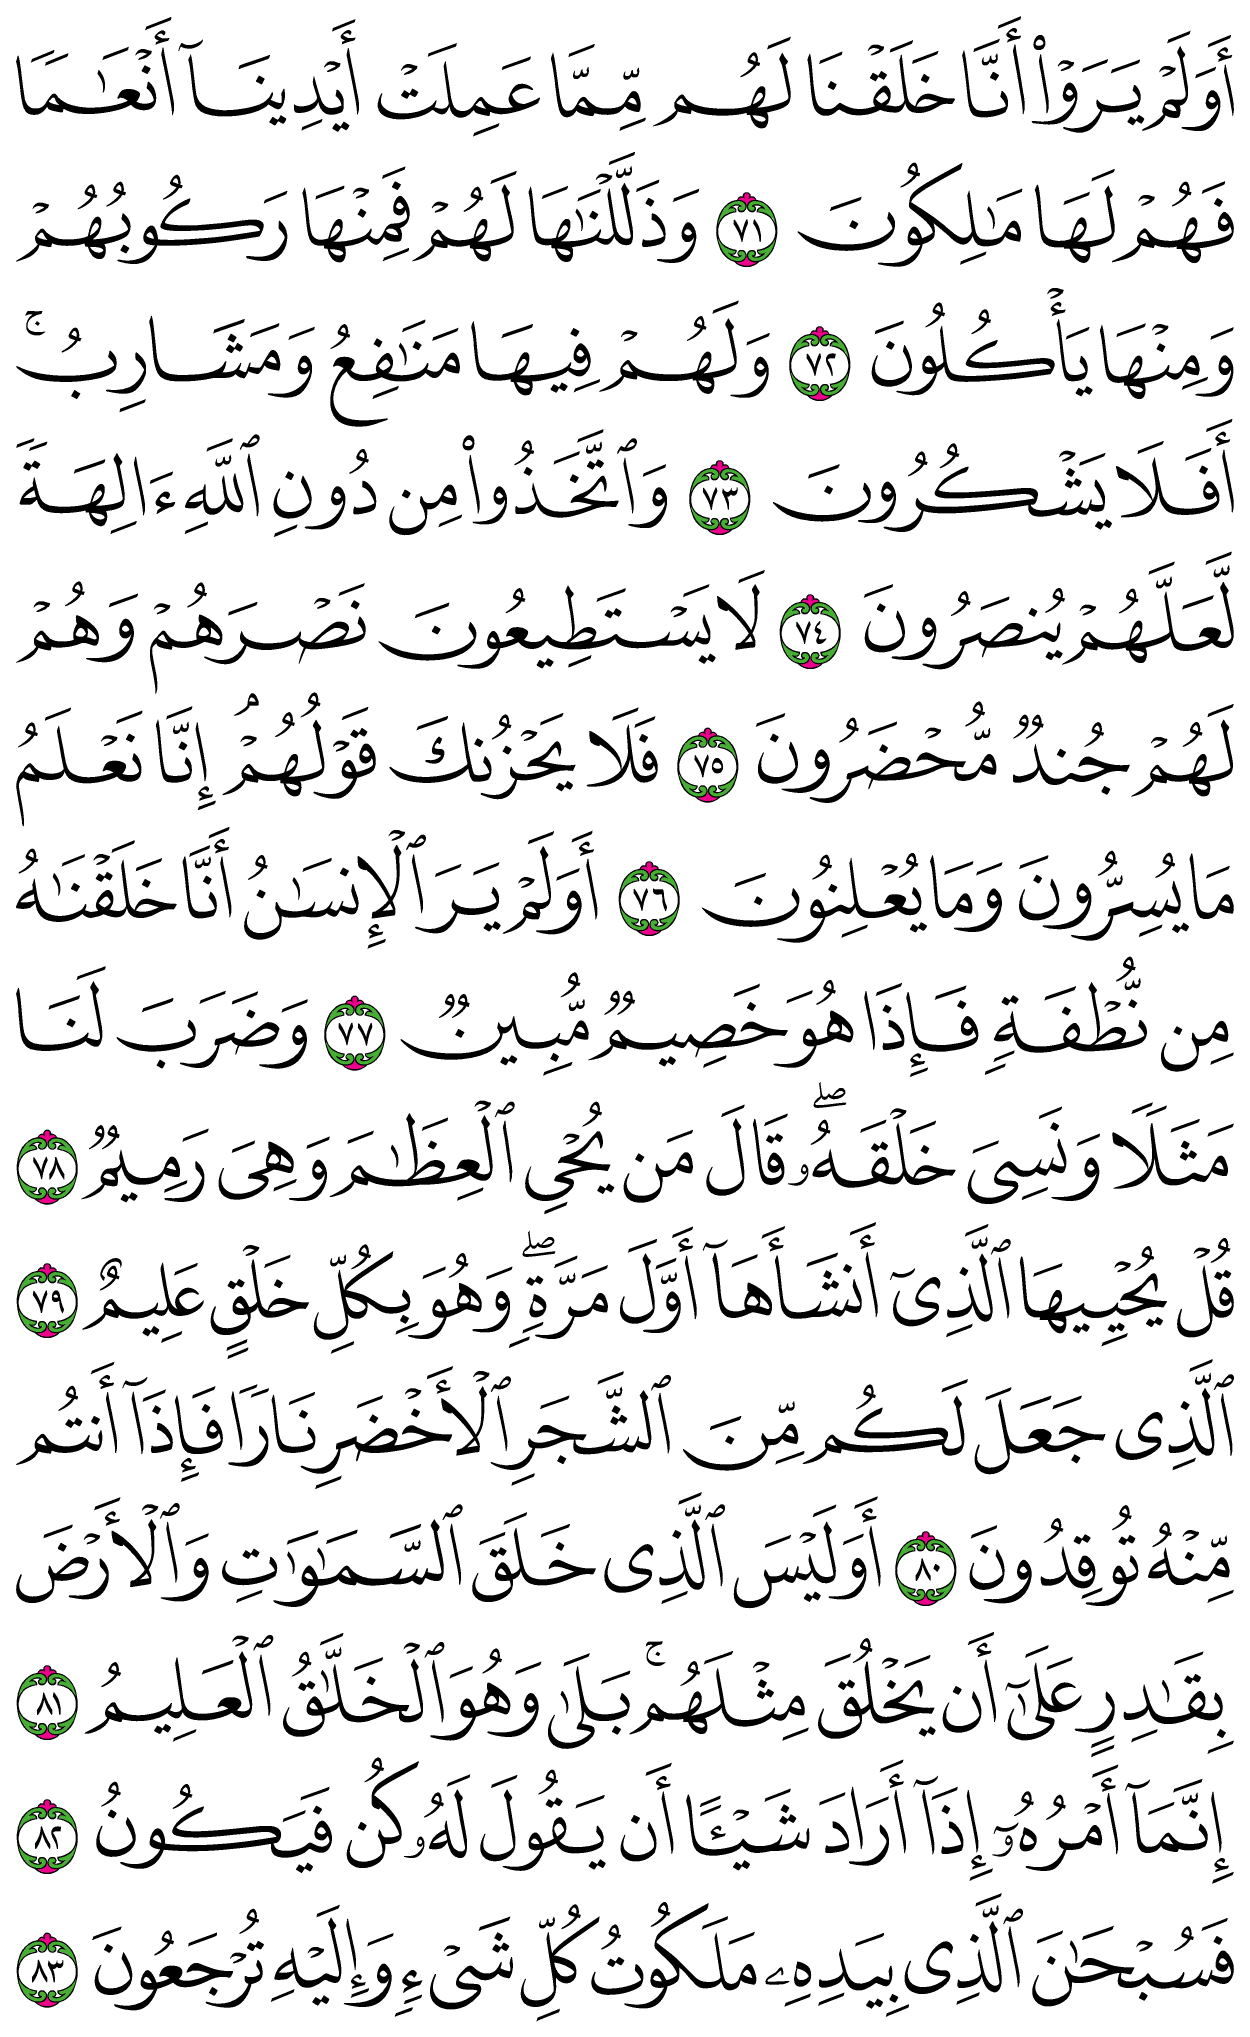 أَوَلَمۡ يَرَوۡاْ أَنَّا خَلَقۡنَا لَهُم مِّمَّا عَمِلَتۡ أَيۡدِينَآ أَنۡعَٰمٗا
فَهُمۡ لَهَا مَٰلِكُونَ ٧١ وَذَلَّلۡنَٰهَا لَهُمۡ فَمِنۡهَا رَكُوبُهُمۡ
وَمِنۡهَا يَأۡكُلُونَ ٧٢ وَلَهُمۡ فِيهَا مَنَٰفِعُ وَمَشَارِبُۚ
أَفَلَا يَشۡكُرُونَ ٧٣ وَٱتَّخَذُواْ مِن دُونِ ٱللَّهِ ءَالِهَةٗ
لَّعَلَّهُمۡ يُنصَرُونَ ٧٤ لَا يَسۡتَطِيعُونَ نَصۡرَهُمۡ وَهُمۡ
لَهُمۡ جُندٞ مُّحۡضَرُونَ ٧٥ فَلَا يَحۡزُنكَ قَوۡلُهُمۡۘ إِنَّا نَعۡلَمُ
مَا يُسِرُّونَ وَمَا يُعۡلِنُونَ ٧٦ أَوَلَمۡ يَرَ ٱلۡإِنسَٰنُ أَنَّا خَلَقۡنَٰهُ
مِن نُّطۡفَةٖ فَإِذَا هُوَ خَصِيمٞ مُّبِينٞ ٧٧ وَضَرَبَ لَنَا
مَثَلٗا وَنَسِيَ خَلۡقَهُۥۖ قَالَ مَن يُحۡيِ ٱلۡعِظَٰمَ وَهِيَ رَمِيمٞ ٧٨
قُلۡ يُحۡيِيهَا ٱلَّذِيٓ أَنشَأَهَآ أَوَّلَ مَرَّةٖۖ وَهُوَ بِكُلِّ خَلۡقٍ عَلِيمٌ ٧٩
ٱلَّذِي جَعَلَ لَكُم مِّنَ ٱلشَّجَرِ ٱلۡأَخۡضَرِ نَارٗا فَإِذَآ أَنتُم
مِّنۡهُ تُوقِدُونَ ٨٠ أَوَلَيۡسَ ٱلَّذِي خَلَقَ ٱلسَّمَٰوَٰتِ وَٱلۡأَرۡضَ
بِقَٰدِرٍ عَلَىٰٓ أَن يَخۡلُقَ مِثۡلَهُمۚ بَلَىٰ وَهُوَ ٱلۡخَلَّٰقُ ٱلۡعَلِيمُ ٨١
إِنَّمَآ أَمۡرُهُۥٓ إِذَآ أَرَادَ شَيۡـًٔا أَن يَقُولَ لَهُۥ كُن فَيَكُونُ ٨٢
فَسُبۡحَٰنَ ٱلَّذِي بِيَدِهِۦ مَلَكُوتُ كُلِّ شَيۡءٖ وَإِلَيۡهِ تُرۡجَعُونَ ٨٣